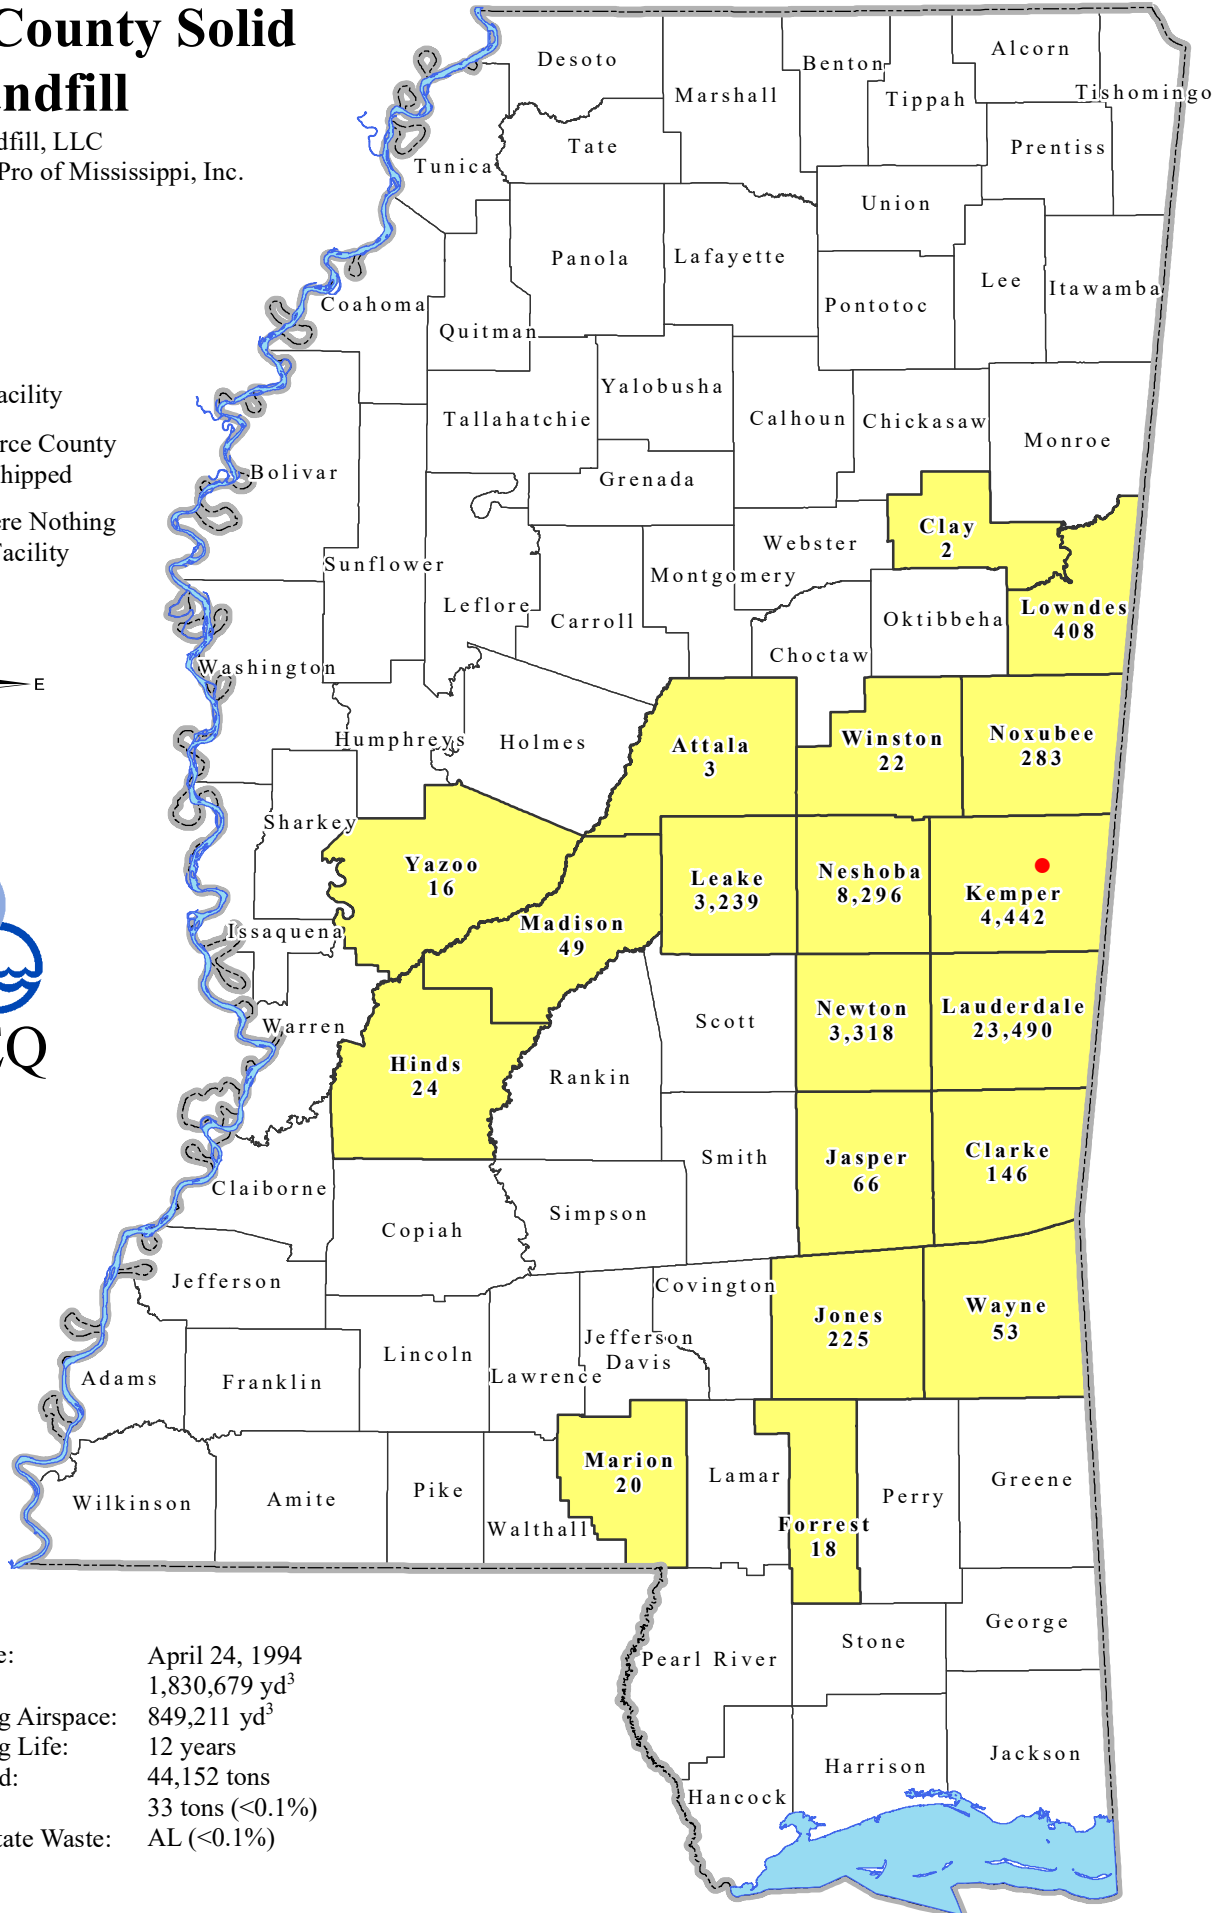 County Solid
ndfill
dfill, LLC
Pro of Mississippi, Inc.
acility
rce County
hipped
ere Nothing
Facility
E
CQ
Desoto
Marshall
Benton
Tippah
Alcorn
Tishomingo
Tunica
Tate
Prentiss
Union
Panola
Lafayette
Pontotoc
Lee
Itawamba
Coahoma
Quitman
Yalobusha
Tallahatchie
Calhoun
Chickasaw
Monroe
Bolivar
Grenada
Clay
2
Webster
Sunflower
Montgomery
Leflore
Carroll
Oktibbeha
Lowndes
408
Choctaw
Washington
Humphreys
Holmes
Attala
3
Winston
22
Noxubee
283
Sharkey
Yazoo
16
Leake
3,239
Neshoba
8,296
Kemper
4,442
Madison
49
Issaquena
Warren
Scott
Newton
3,318
Lauderdale
23,490
Hinds
24
Rankin
Smith
Jasper
66
Clarke
146
Claiborne
Copiah
Simpson
Jefferson
Covington
Jones
225
Wayne
53
Jefferson
Davis
Lincoln
Lawrence
Adams
Franklin
Marion
20
Lamar
Forrest
18
Perry
Greene
Wilkinson
Amite
Pike
Walthall
Pearl River
Stone
George
Hancock
Harrison
Jackson
e: April 24, 1994
1,830,679 yd³
g Airspace: 849,211 yd³
g Life: 12 years
d: 44,152 tons
33 tons (<0.1%)
tate Waste: AL (<0.1%)